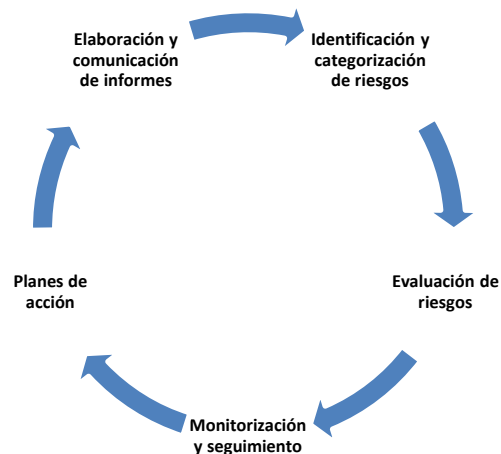 Elaboración y
comunicación
de informes
Identificación y
categorización
de riesgos
Evaluación de
riesgos
Monitorización
y seguimiento
Planes de
acción